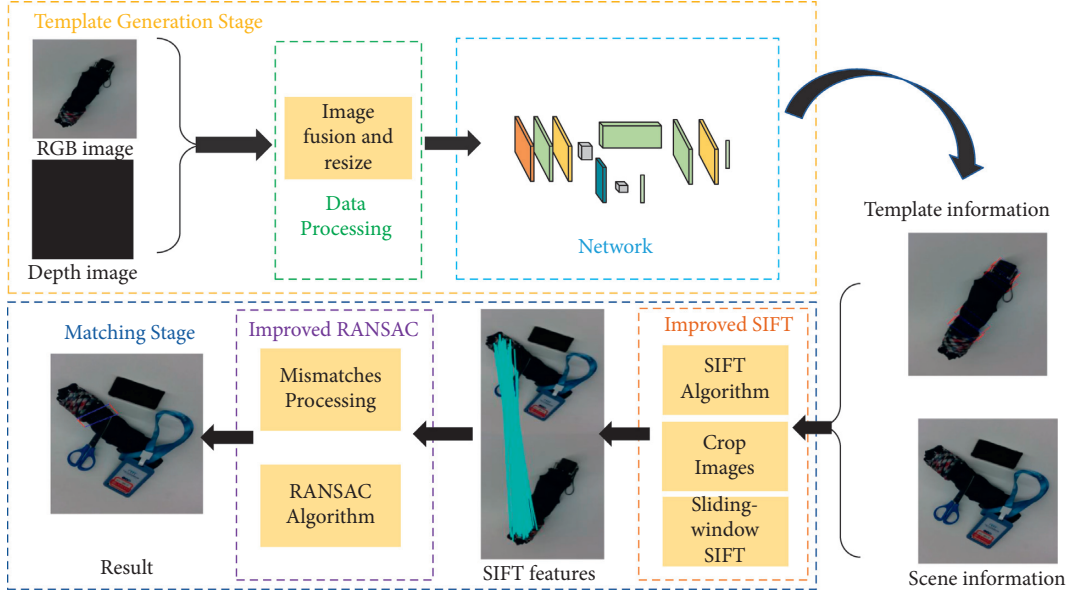 Template Generation Stage
RGB image
Depth image
Image
fusion and
resize
Data
Processing
Network
Template information
Matching Stage
Result
Improved RANSAC
Mismatches
Processing
RANSAC
Algorithm
SIFT features
Improved SIFT
SIFT
Algorithm
Crop
Images
Sliding-
window
SIFT
Scene information